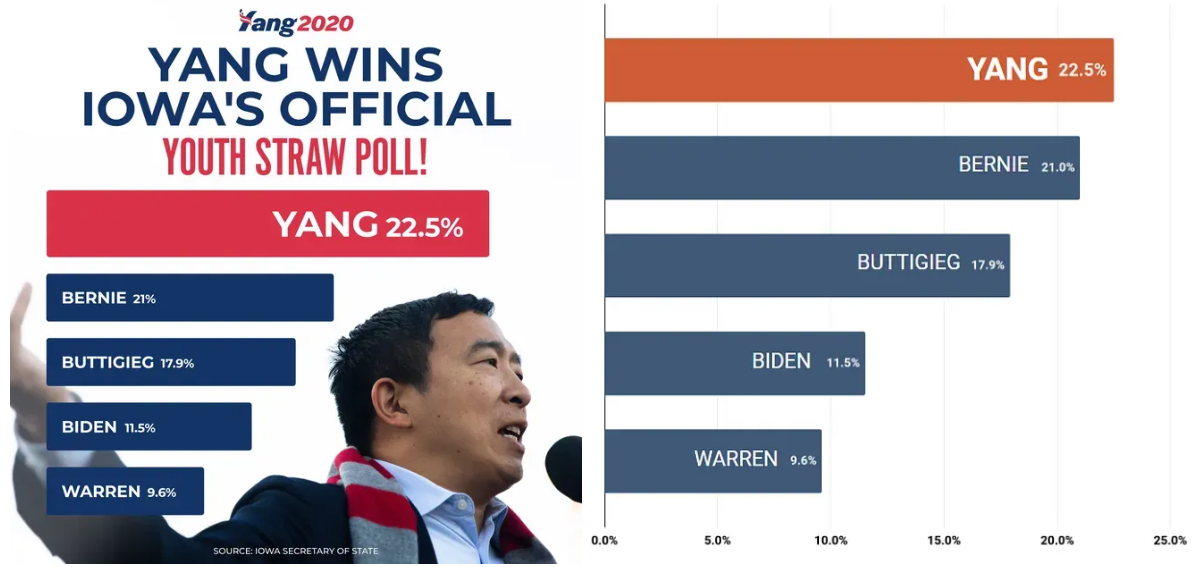 Yang2020
YANG WINS
IOWA'S OFFICIAL
YOUTH STRAW POLL!
YANG 22.5%
BERNIE 21%
BUTTIGIEG 17.9%
BIDEN 11.5%
WARREN 9.6%
SOURCE: IOWA SECRETARY OF STATE
YANG 22.5%
BERNIE 21.0%
BUTTIGIEG 17.9%
BIDEN 11.5%
WARREN 9.6%
0.0% 5.0% 10.0% 15.0% 20.0% 25.0%